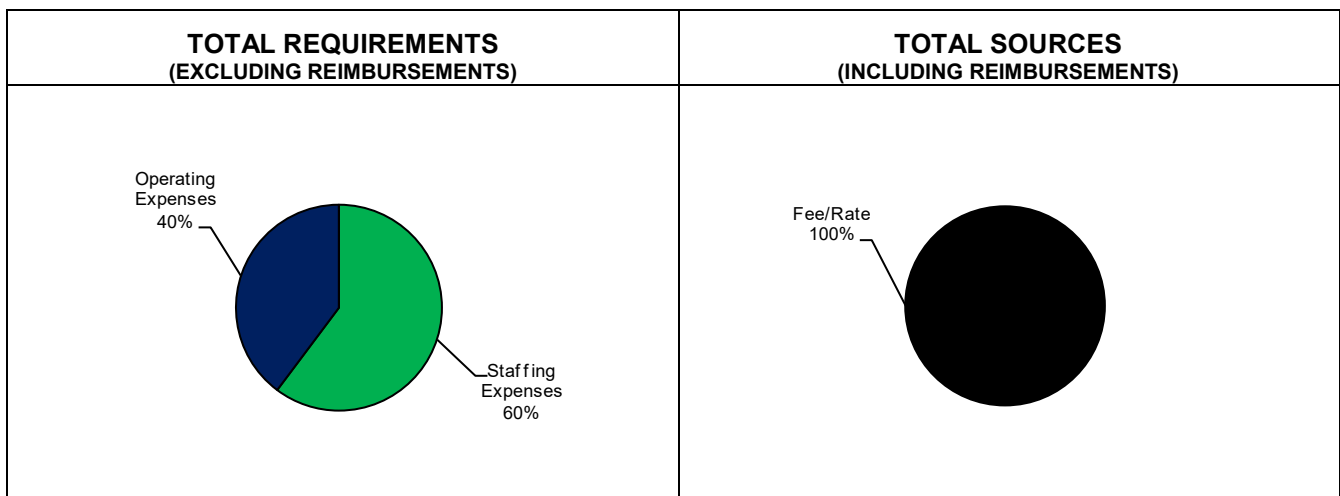 TOTAL REQUIREMENTS
(EXCLUDING REIMBURSEMENTS)
TOTAL SOURCES
(INCLUDING REIMBURSEMENTS)
Operating
Expenses
40%
Staffing
Expenses
60%
Fee/Rate
100%